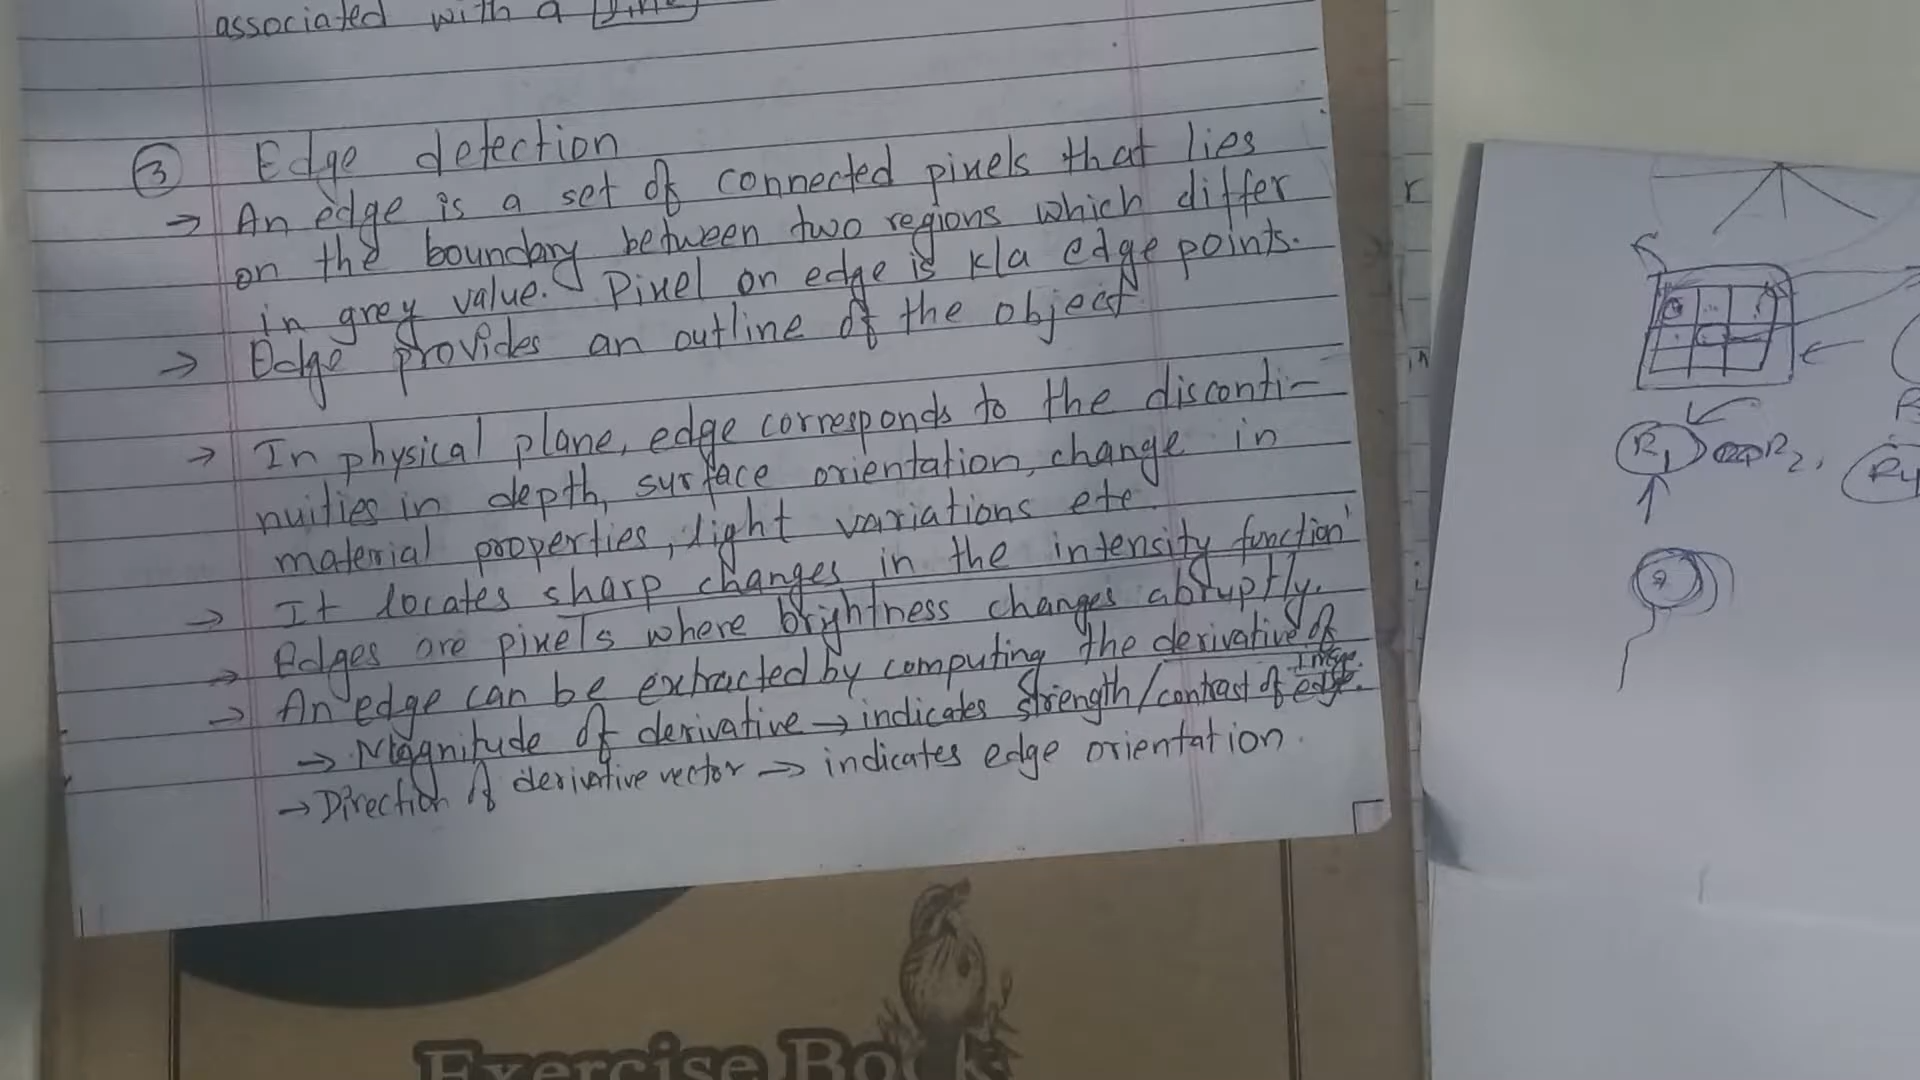 associated with a
③ Edge detection
→ An edge is a set of connected pixels that lies
on the boundary between two regions which differ
in grey value. Pixel on edge is k/a edge points.
→ Edge provides an outline of the object
→ In physical plane, edge corresponds to the disconti-
nuities in depth, surface orientation, change in
material properties, light variations etc.
→ It locates sharp changes in the intensity function
→ Edges are pixels where brightness changes abruptly.
→ An edge can be extracted by computing the derivative of image.
→ Magnitude of derivative → indicates strength/contrast of edge.
→ Direction of derivative vector → indicates edge orientation.
Exercise Book
R1 R2,
R4